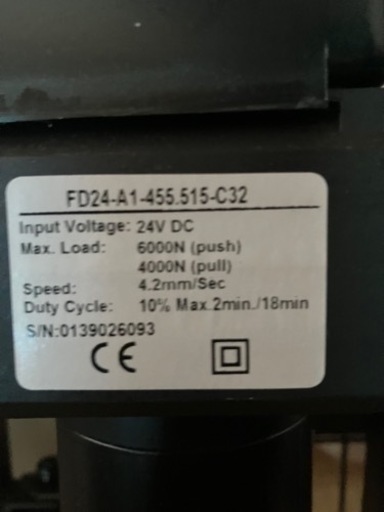 FD24-A1-455.515-C32
Input Voltage: 24V DC
Max. Load: 6000N (push)
4000N (pull)
Speed: 4.2mm/Sec
Duty Cycle: 10% Max.2min./18min
S/N:0139026093
CE